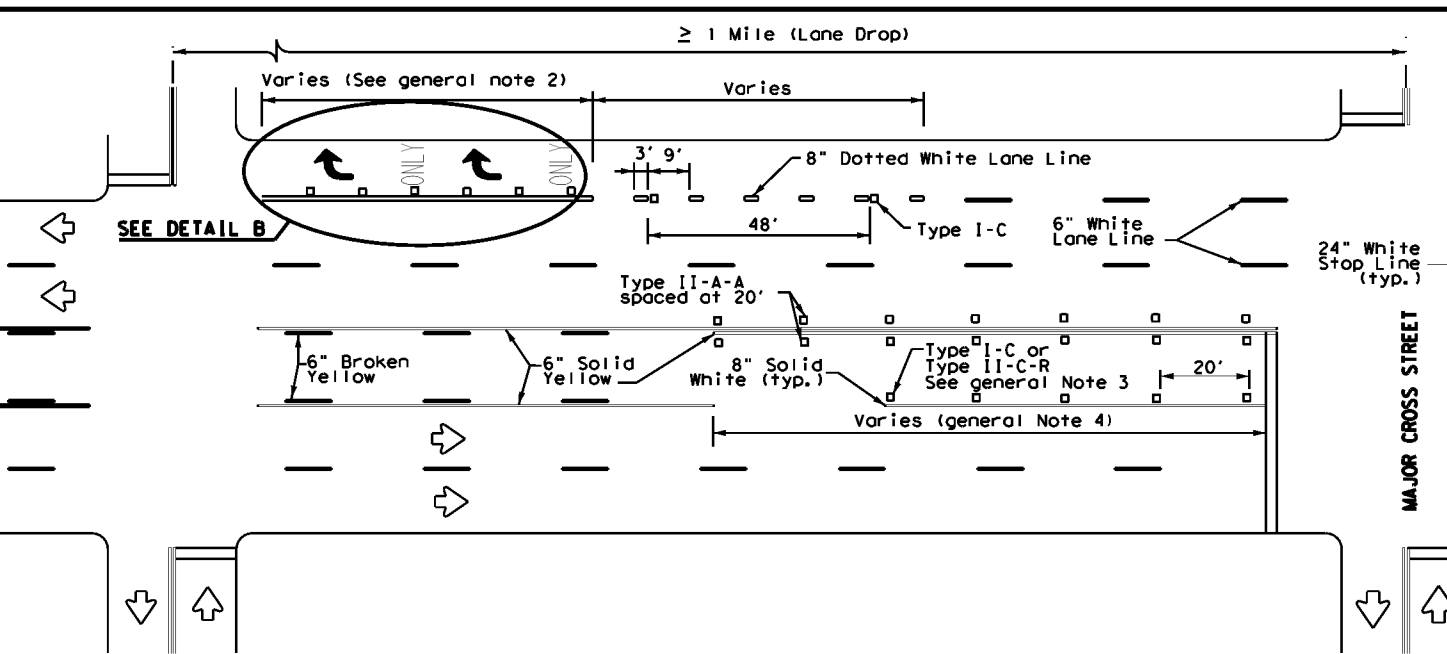 ≥ 1 Mile (Lane Drop)
Varies (See general note 2)
Varies
ONLY
ONLY
3' 9'
8" Dotted White Lane Line
SEE DETAIL B
48'
Type I-C
6" White
Lane Line
24" White
Stop Line
(typ.)
Type II-A-A
spaced at 20'
6" Broken
Yellow
6" Solid
Yellow
8" Solid
White (typ.)
Type I-C or
Type II-C-R
See general Note 3
20'
Varies (general Note 4)
MAJOR CROSS STREET